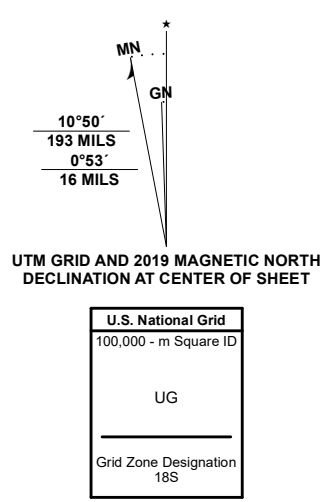 ★
MN
GN
10°50´
193 MILS
0°53´
16 MILS
UTM GRID AND 2019 MAGNETIC NORTH
DECLINATION AT CENTER OF SHEET
U.S. National Grid
100,000 - m Square ID
UG
Grid Zone Designation
18S